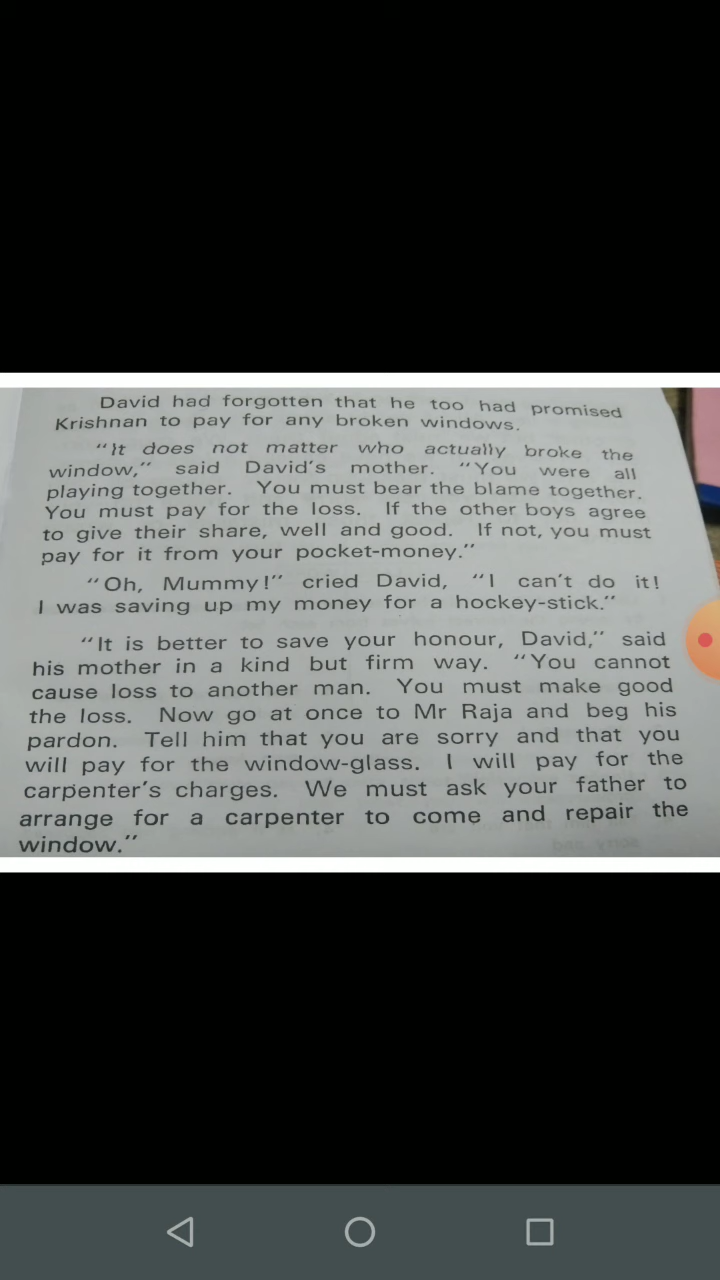 David had forgotten that he too had promised
Krishnan to pay for any broken windows.
"It does not matter who actually broke the
window," said David's mother. "You were all
playing together. You must bear the blame together.
You must pay for the loss. If the other boys agree
to give their share, well and good. If not, you must
pay for it from your pocket-money."
"Oh, Mummy!" cried David, "I can't do it!
I was saving up my money for a hockey-stick."
"It is better to save your honour, David," said
his mother in a kind but firm way. "You cannot
cause loss to another man. You must make good
the loss. Now go at once to Mr Raja and beg his
pardon. Tell him that you are sorry and that you
will pay for the window-glass. I will pay for the
carpenter's charges. We must ask your father to
arrange for a carpenter to come and repair the
window."